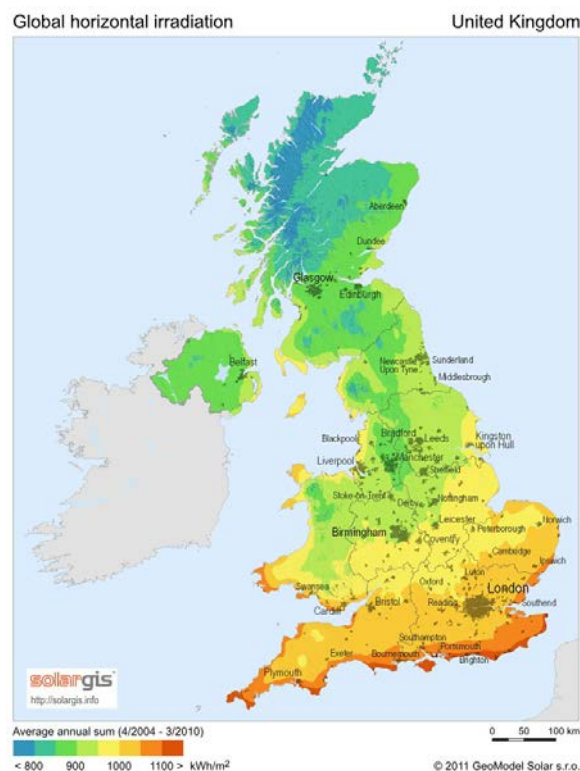 Global horizontal irradiation
United Kingdom
Aberdeen
Dundee
Glasgow
Edinburgh
Belfast
Newcastle
Upon Tyne
Sunderland
Middlesbrough
Bradford
Leeds
Blackpool
Kingston
upon Hull
Manchester
Liverpool
Sheffield
Stoke-on-Trent
Nottingham
Derby
Leicester
Norwich
Birmingham
Peterborough
Coventry
Cambridge
Ipswich
Luton
Swansea
Oxford
London
Cardiff
Bristol
Reading
Southend
Southampton
Exeter
Bournemouth
Portsmouth
Brighton
Plymouth
solargis
http://solargis.info
Average annual sum (4/2004 - 3/2010)
0 50 100 km
< 800 900 1000 1100 > kWh/m²
© 2011 GeoModel Solar s.r.o.